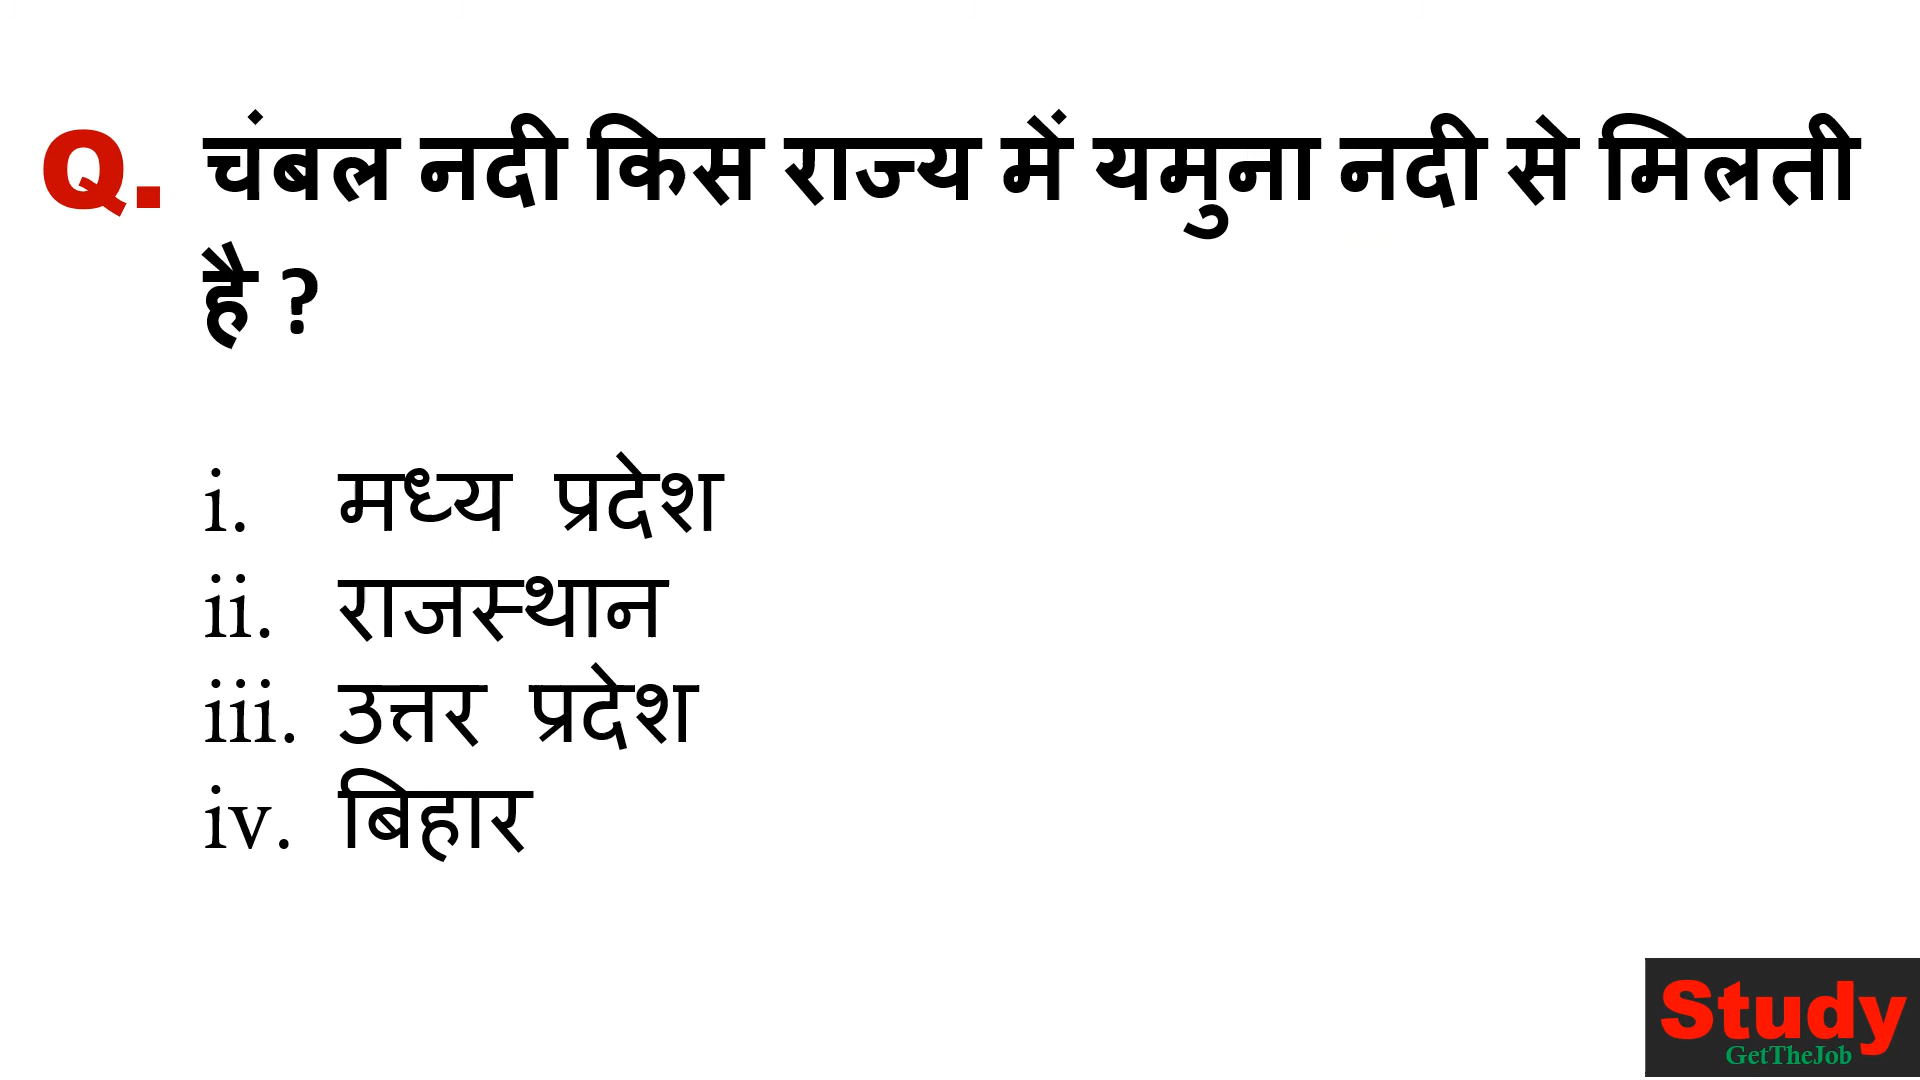 Q. चंबल नदी किस राज्य में यमुना नदी से मिलती
है ?
i. मध्य प्रदेश
ii. राजस्थान
iii. उत्तर प्रदेश
iv. बिहार
Study
GetTheJob